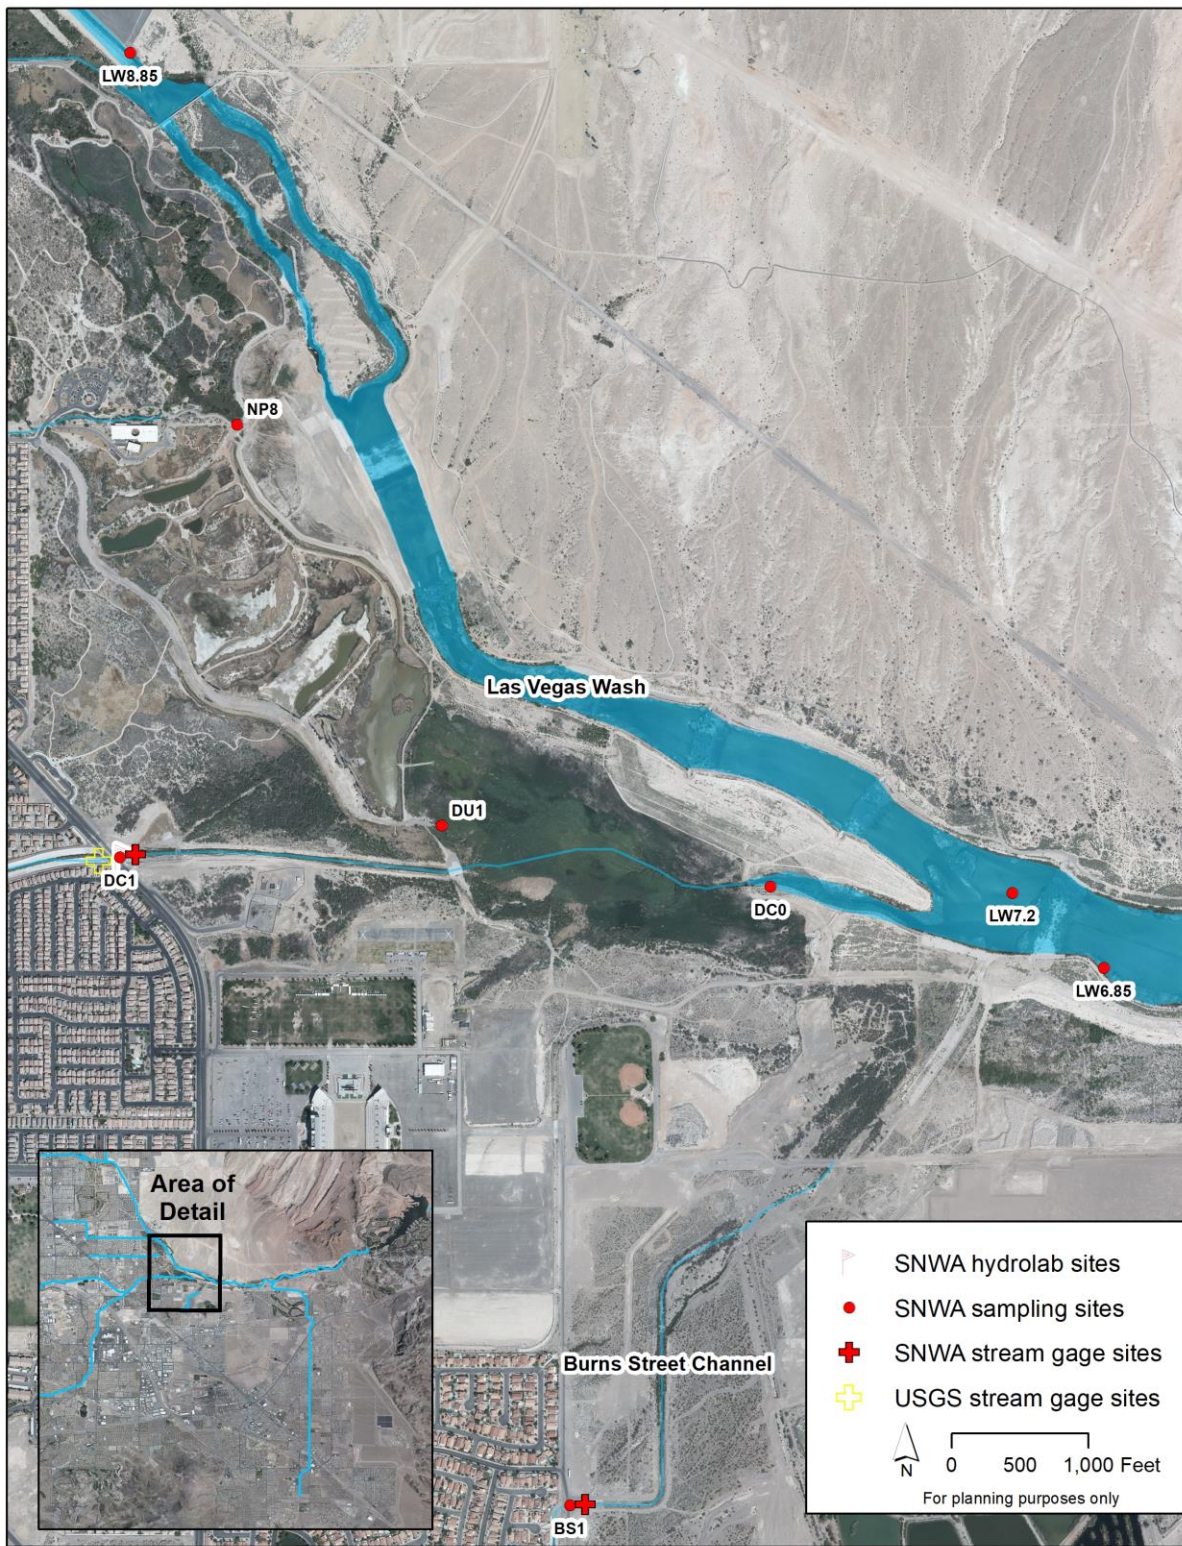 LW8.85
NP8
Las Vegas Wash
DU1
DC1
DC0
LW7.2
LW6.85
Area of
Detail
Burns Street Channel
BS1
SNWA hydrolab sites
SNWA sampling sites
SNWA stream gage sites
USGS stream gage sites
N
0 500 1,000 Feet
For planning purposes only